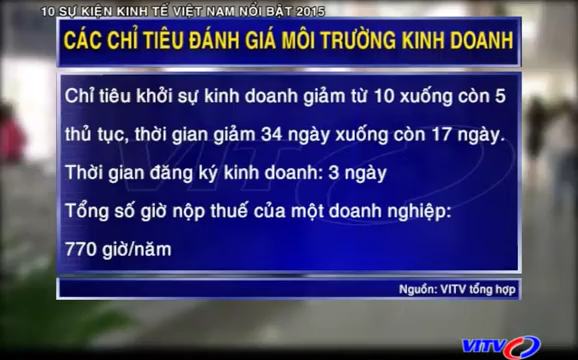 10 SỰ KIỆN KINH TẾ VIỆT NAM NỔI BẬT 2015
CÁC CHỈ TIÊU ĐÁNH GIÁ MÔI TRƯỜNG KINH DOANH
Chỉ tiêu khởi sự kinh doanh giảm từ 10 xuống còn 5
thủ tục, thời gian giảm 34 ngày xuống còn 17 ngày.
Thời gian đăng ký kinh doanh: 3 ngày
Tổng số giờ nộp thuế của một doanh nghiệp:
770 giờ/năm
Nguồn: VITV tổng hợp
VITV